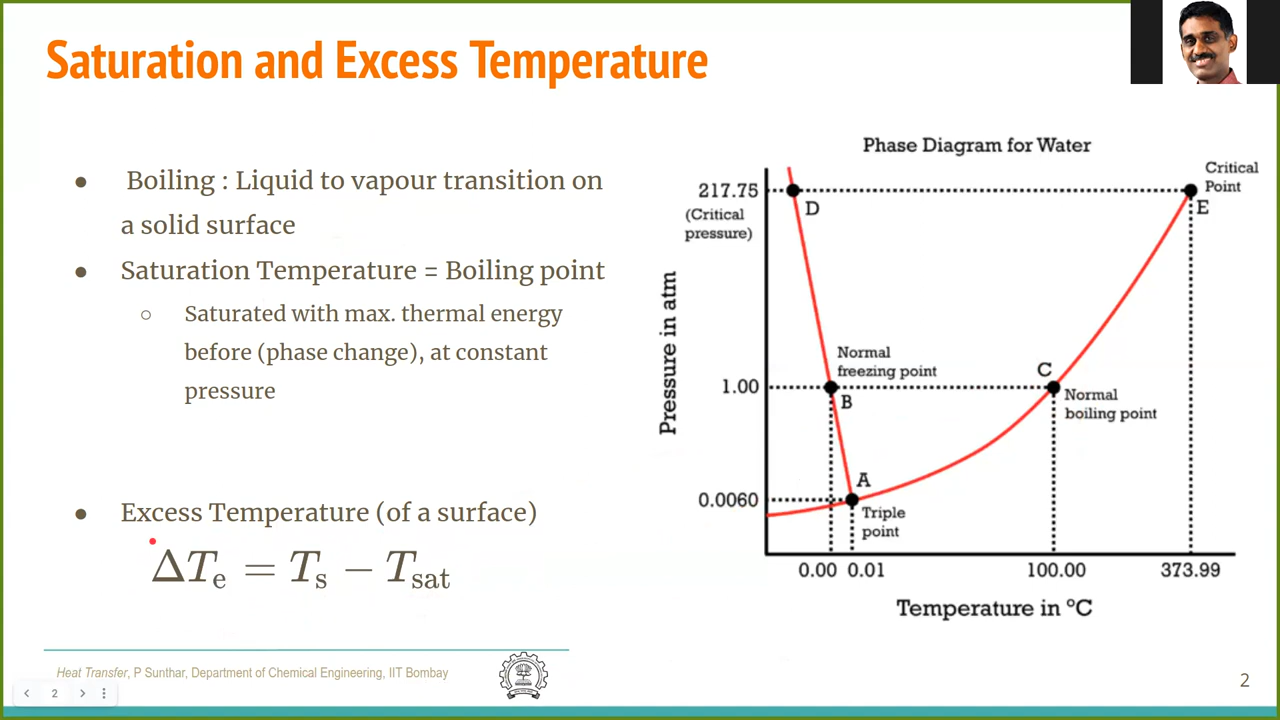 Saturation and Excess Temperature
● Boiling : Liquid to vapour transition on
a solid surface
● Saturation Temperature = Boiling point
○ Saturated with max. thermal energy
before (phase change), at constant
pressure
● Excess Temperature (of a surface)
ΔTe = Ts − Tsat
Phase Diagram for Water
Critical
Point
217.75
(Critical
pressure)
D
E
Pressure in atm
Normal
freezing point
C
1.00
B
Normal
boiling point
A
0.0060
Triple
point
0.00 0.01 100.00 373.99
Temperature in °C
Heat Transfer, P Sunthar, Department of Chemical Engineering, IIT Bombay
2
2